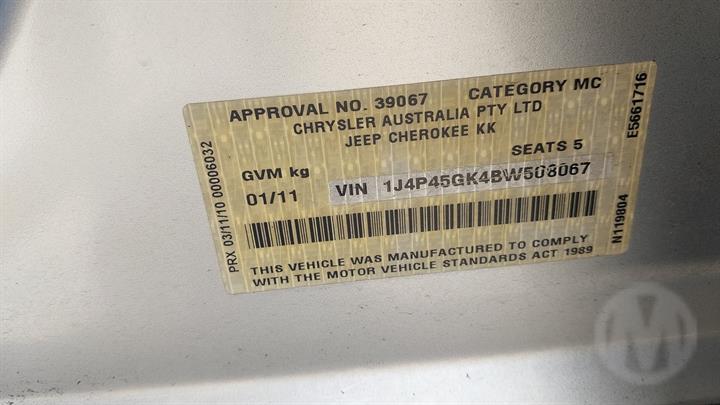 APPROVAL NO. 39067 CATEGORY MC
CHRYSLER AUSTRALIA PTY LTD
JEEP CHEROKEE KK
SEATS 5
GVM kg
01/11
VIN 1J4P45GK4BW508067
THIS VEHICLE WAS MANUFACTURED TO COMPLY
WITH THE MOTOR VEHICLE STANDARDS ACT 1989
PRX 03/11/10 00006032
E5661716
N119804
M